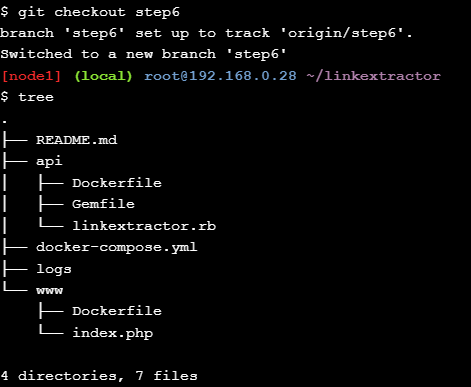 $ git checkout step6
branch 'step6' set up to track 'origin/step6'.
Switched to a new branch 'step6'
[node1] (local) root@192.168.0.28 ~/linkextractor
$ tree
.
├── README.md
├── api
│   ├── Dockerfile
│   ├── Gemfile
│   └── linkextractor.rb
├── docker-compose.yml
├── logs
└── www
    ├── Dockerfile
    └── index.php

4 directories, 7 files